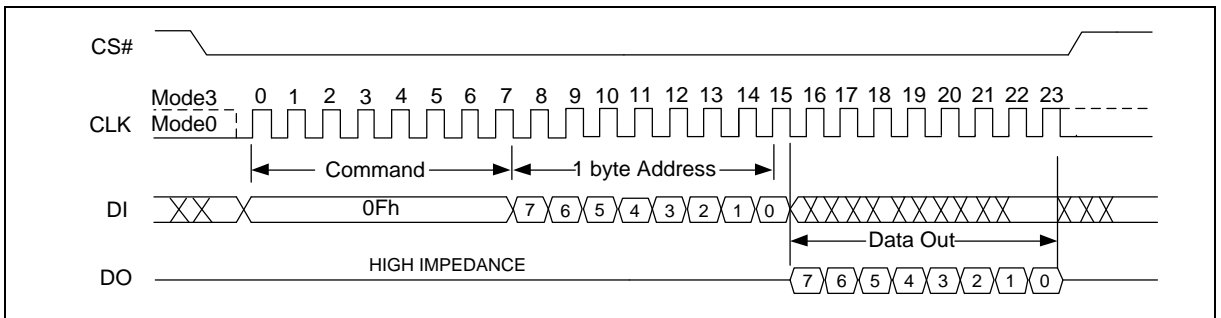 CS#
Mode3 0 1 2 3 4 5 6 7 8 9 10 11 12 13 14 15 16 17 18 19 20 21 22 23
CLK Mode0
Command 1 byte Address
DI 0Fh 7 6 5 4 3 2 1 0
Data Out
HIGH IMPEDANCE
DO 7 6 5 4 3 2 1 0